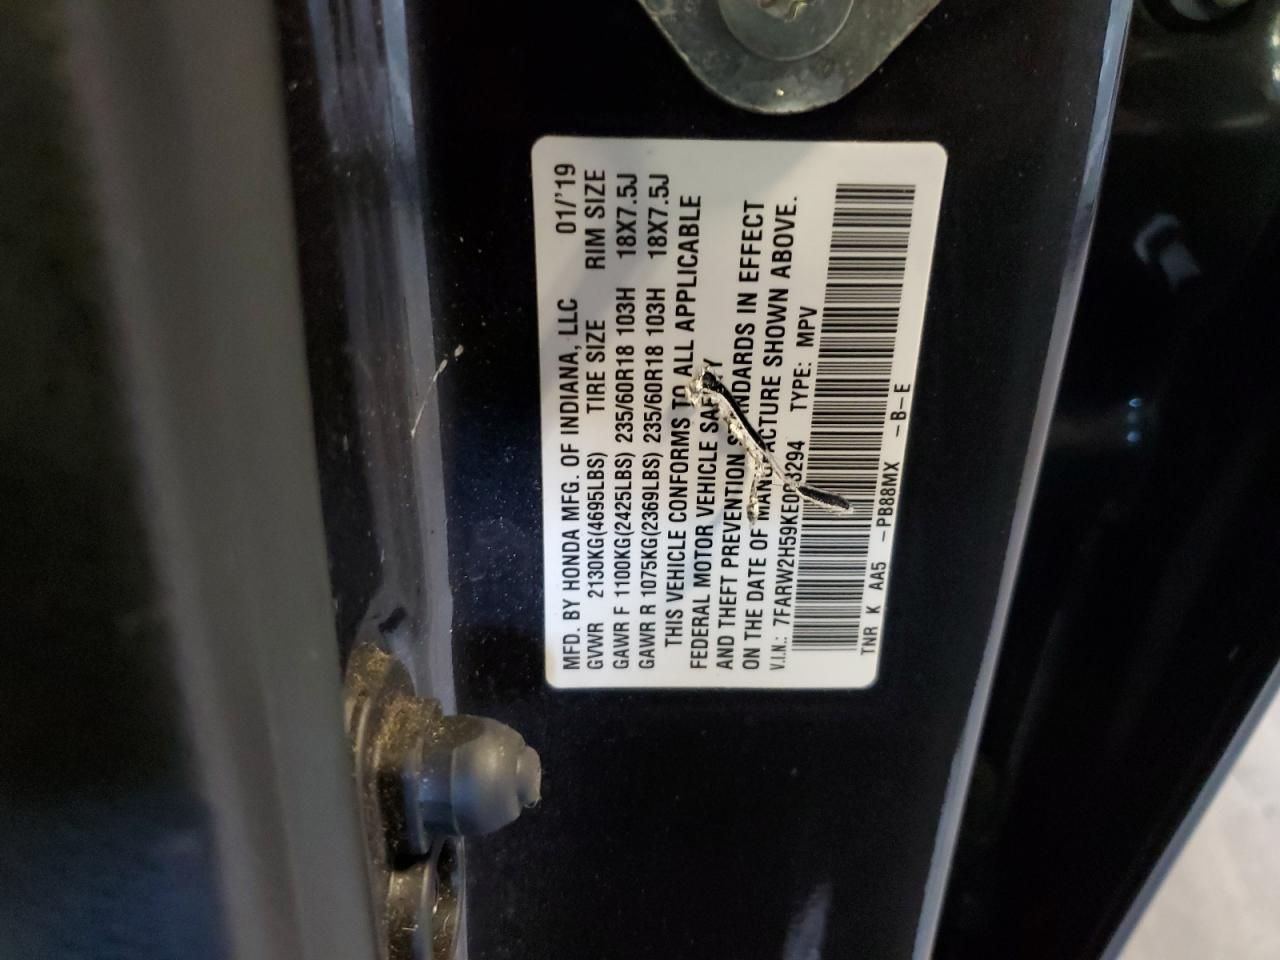 MFD. BY HONDA MFG. OF INDIANA, LLC 01/'19
GVWR 2130KG(4695LBS) TIRE SIZE RIM SIZE
GAWR F 1100KG(2425LBS) 235/60R18 103H 18X7.5J
GAWR R 1075KG(2369LBS) 235/60R18 103H 18X7.5J
THIS VEHICLE CONFORMS TO ALL APPLICABLE
FEDERAL MOTOR VEHICLE SAFETY
AND THEFT PREVENTION STANDARDS IN EFFECT
ON THE DATE OF MANUFACTURE SHOWN ABOVE.
V.I.N.: TYPE: MPV
TNR K AA5 -PB88MX -B-E